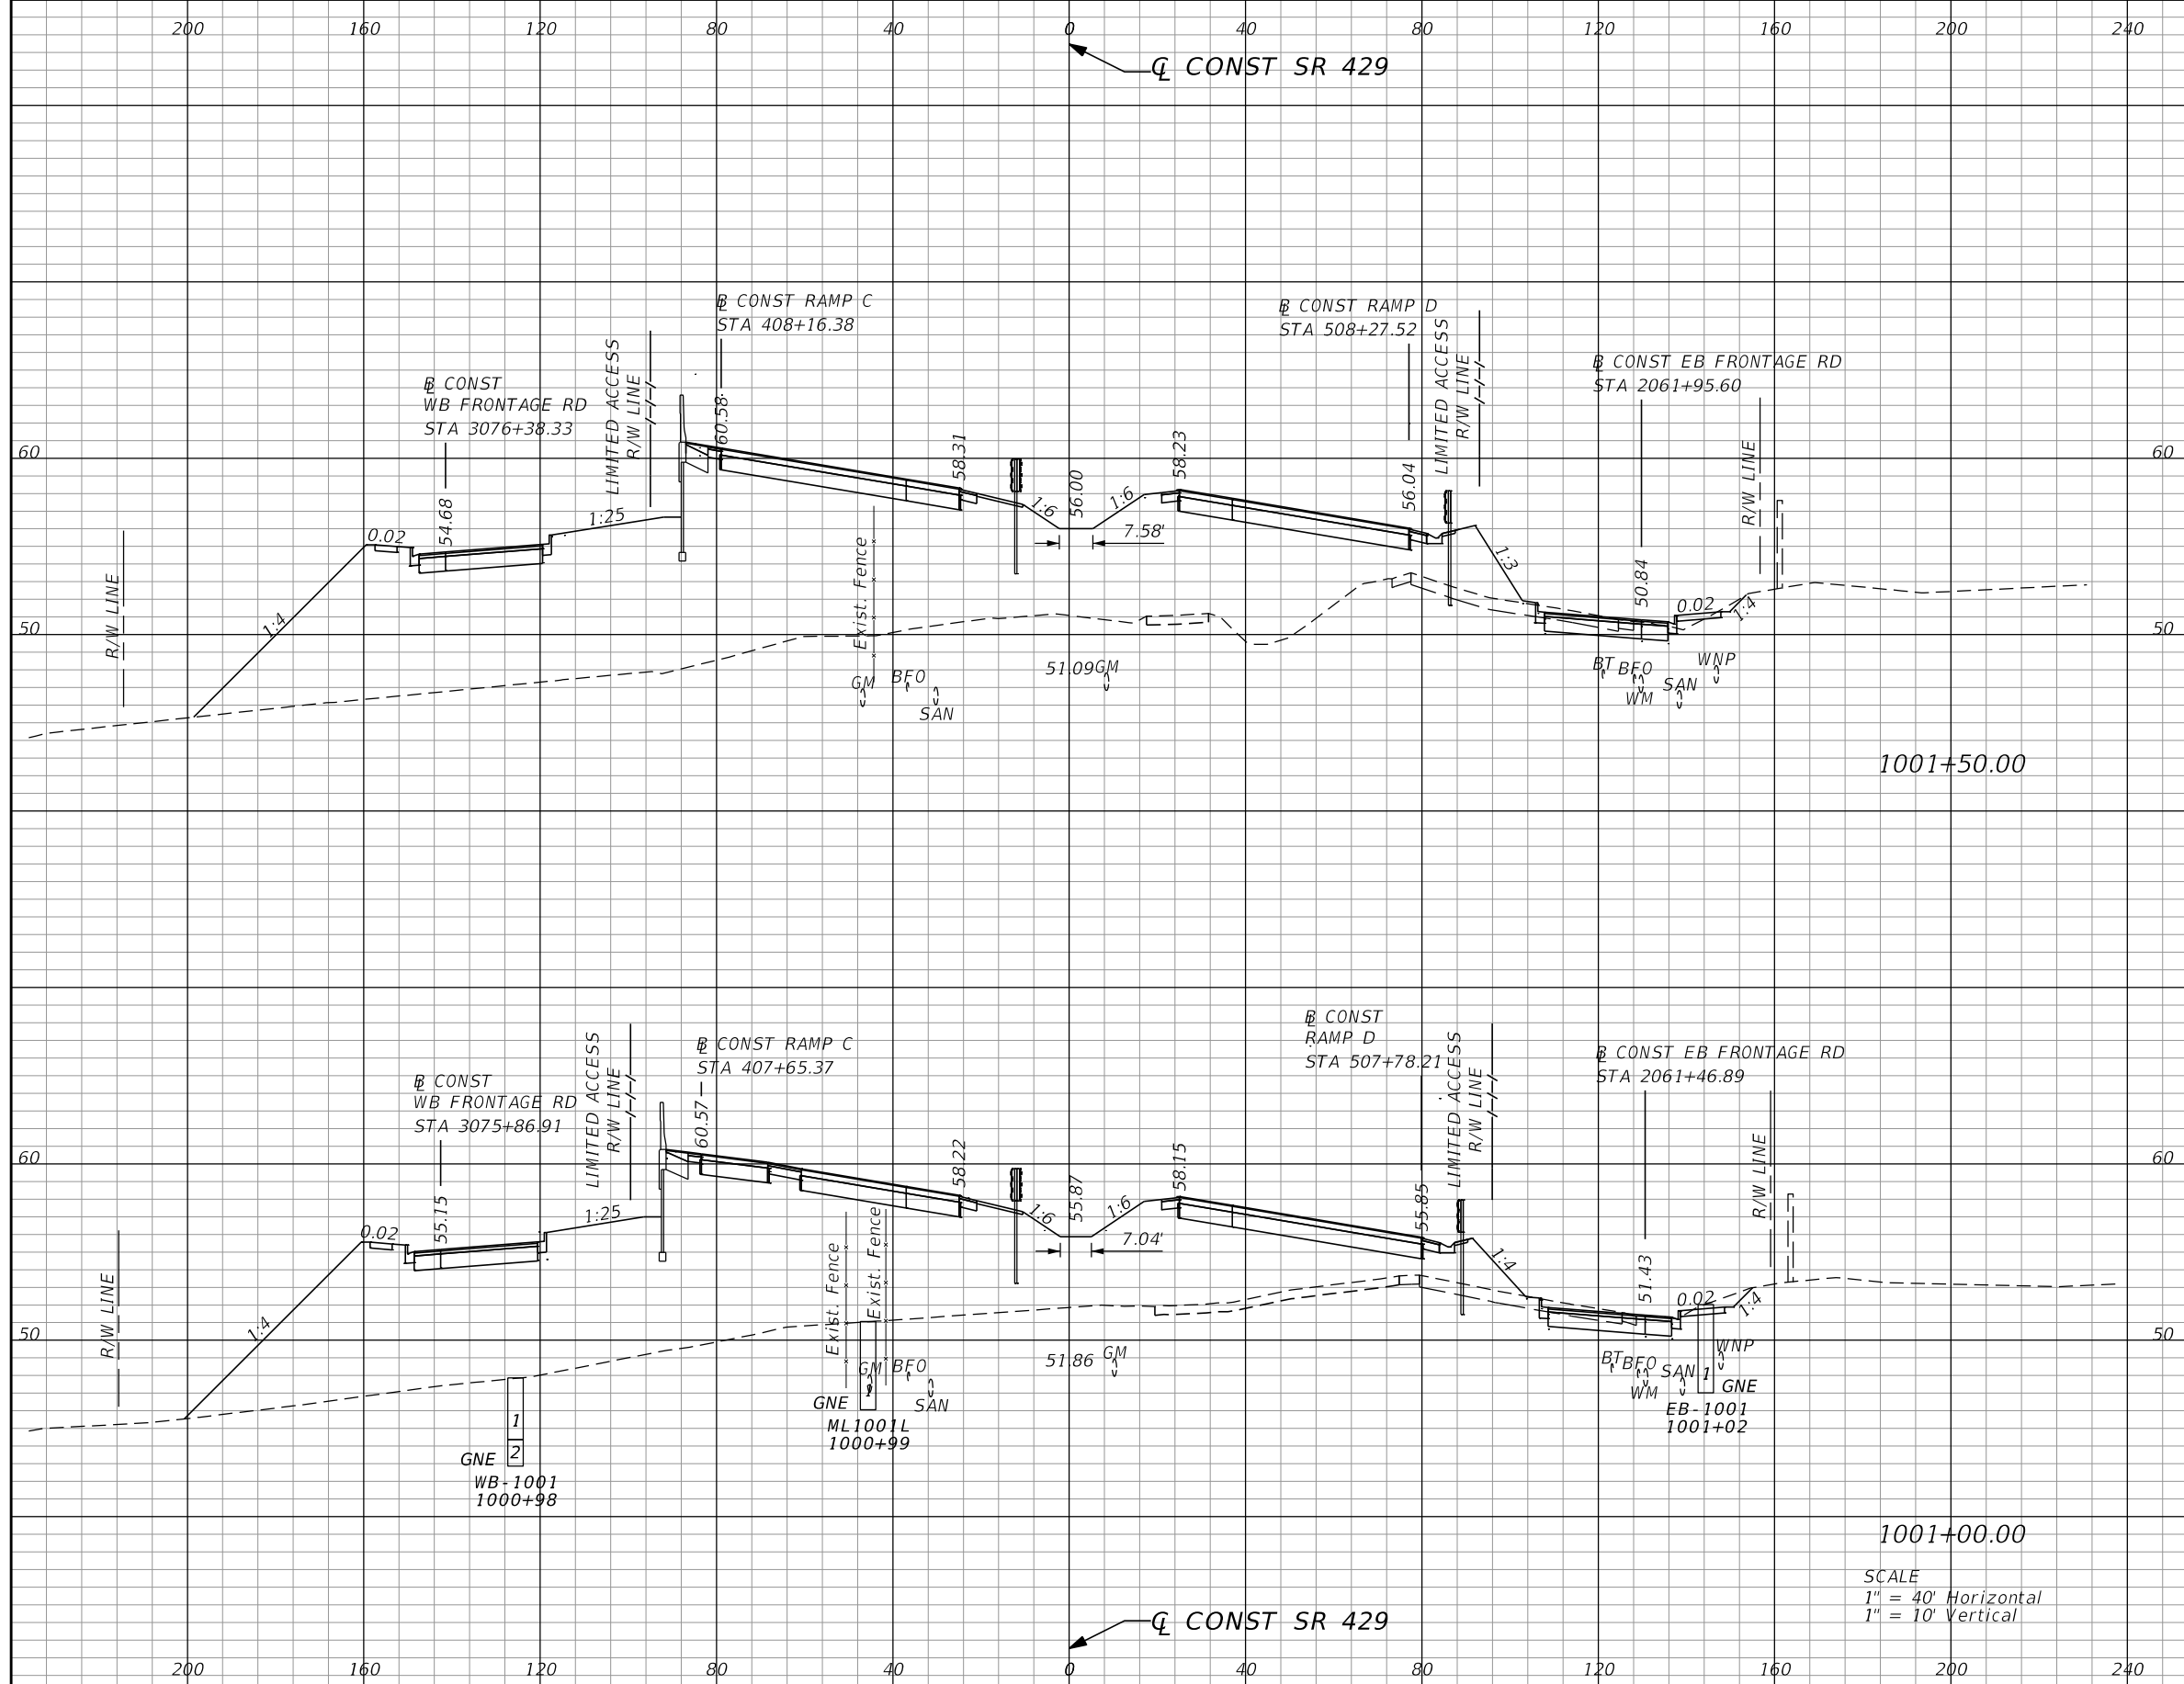 200 160 120 80 40 0 40 80 120 160 200 240
℄ CONST SR 429
B̲L̲ CONST RAMP C
STA 408+16.38
B̲L̲ CONST RAMP D
STA 508+27.52
LIMITED ACCESS
R/W LINE
LIMITED ACCESS
R/W LINE
B̲L̲ CONST EB FRONTAGE RD
STA 2061+95.60
B̲L̲ CONST
WB FRONTAGE RD
STA 3076+38.33
60
60.58
58.31
58.23
56.04
60
R/W LINE
56.00
54.68
1:25
0.02
1:6
1:6
7.58'
1:3
R/W LINE
Exist. Fence
50.84
1:4
0.02
1:4
50
50
GM
BFO
SAN
51.09
GM
BT
BFO
WM
SAN
WNP
1001+50.00
B̲L̲ CONST
RAMP D
STA 507+78.21
B̲L̲ CONST RAMP C
STA 407+65.37
LIMITED ACCESS
R/W LINE
LIMITED ACCESS
R/W LINE
B̲L̲ CONST EB FRONTAGE RD
STA 2061+46.89
B̲L̲ CONST
WB FRONTAGE RD
STA 3075+86.91
60
60.57
58.22
58.15
55.85
60
R/W LINE
55.87
55.15
1:25
0.02
1:6
1:6
7.04'
1:4
R/W LINE
Exist. Fence
Exist. Fence
51.43
1:4
0.02
1:4
50
50
GM
BFO
SAN
51.86
GM
BT
BFO
WM
SAN
1
WNP
GNE
EB-1001
1001+02
GNE
ML1001L
1000+99
1
2
GNE
WB-1001
1000+98
1001+00.00
SCALE
1" = 40' Horizontal
1" = 10' Vertical
℄ CONST SR 429
200 160 120 80 40 0 40 80 120 160 200 240